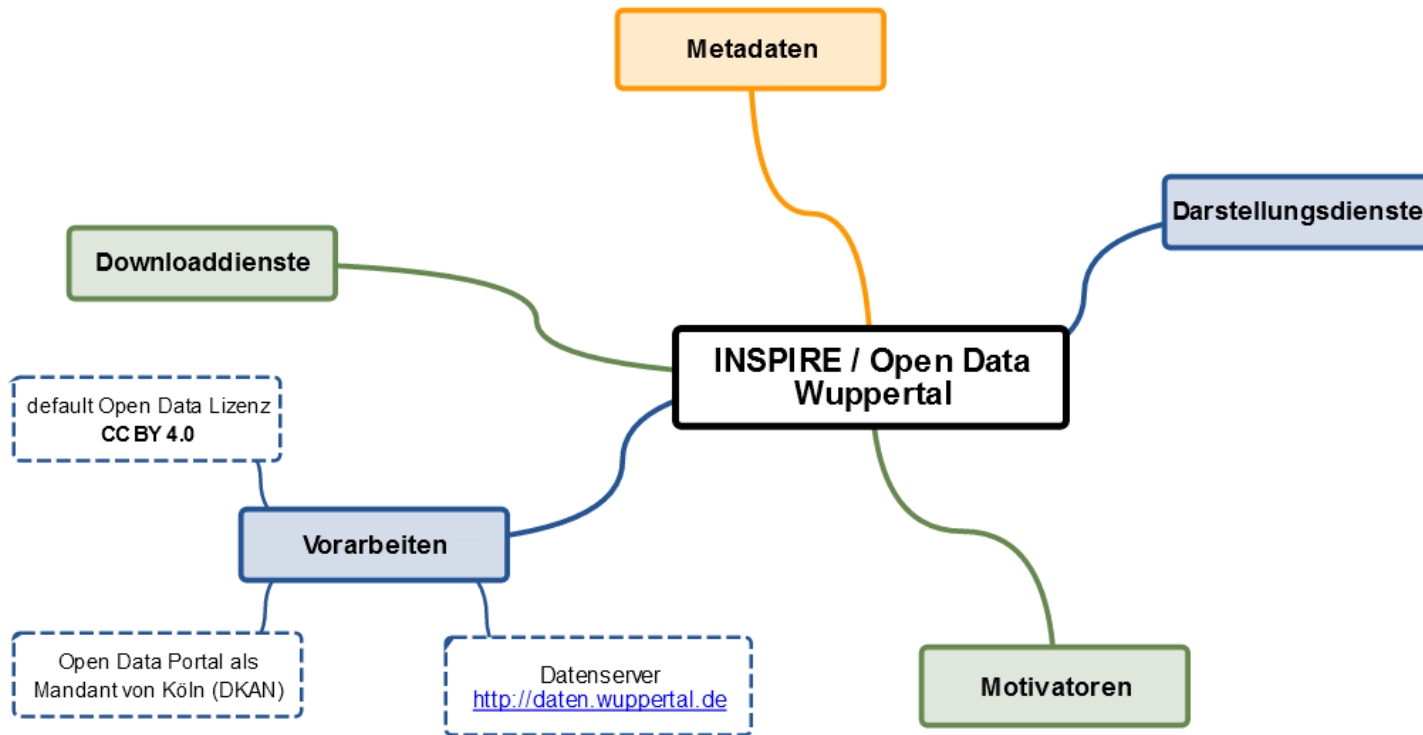 Metadaten
Darstellungsdienste
Downloaddienste
INSPIRE / Open Data
Wuppertal
default Open Data Lizenz
CC BY 4.0
Vorarbeiten
Open Data Portal als
Mandant von Köln (DKAN)
Datenserver
http://daten.wuppertal.de
Motivatoren